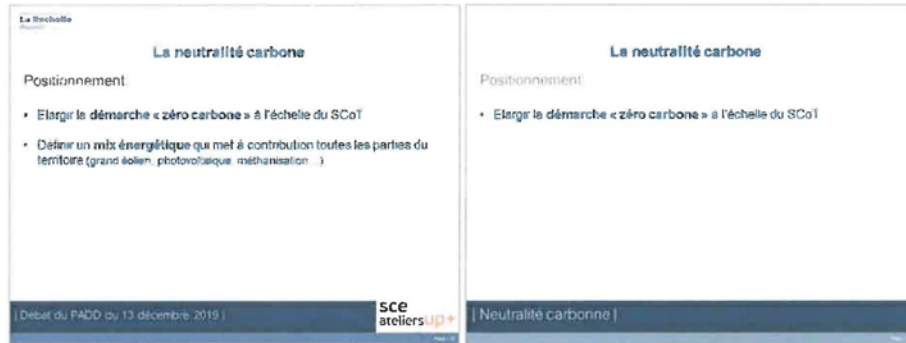 La Rochelle
La neutralité carbone
Positionnement
• Elargir la démarche « zéro carbone » à l'échelle du SCoT
• Définir un mix énergétique qui met à contribution toutes les parties du
territoire (grand éolien, photovoltaïque, méthanisation...)
| Débat du PADD du 13 décembre 2019 |
sce
ateliersup+
La neutralité carbone
Positionnement
• Elargir la démarche « zéro carbone » à l'échelle du SCoT
| Neutralité carbonne |